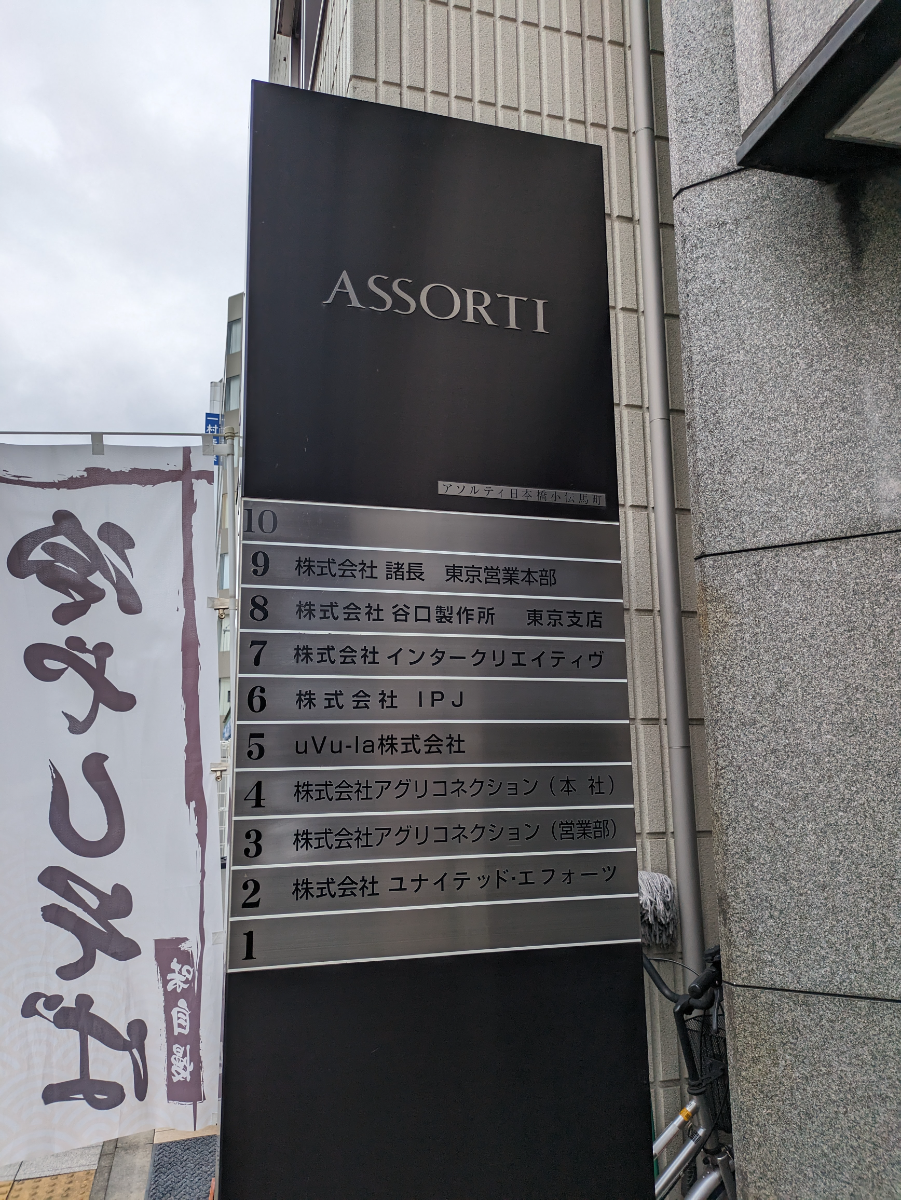 ASSORTI
アソルティ日本橋小伝馬町
10
9 株式会社 諸長 東京営業本部
8 株式会社 谷口製作所 東京支店
7 株式会社 インタークリエイティヴ
6 株式会社 IPJ
5 uVu-la株式会社
4 株式会社アグリコネクション（本 社）
3 株式会社アグリコネクション（営業部）
2 株式会社 ユナイテッド・エフォーツ
1